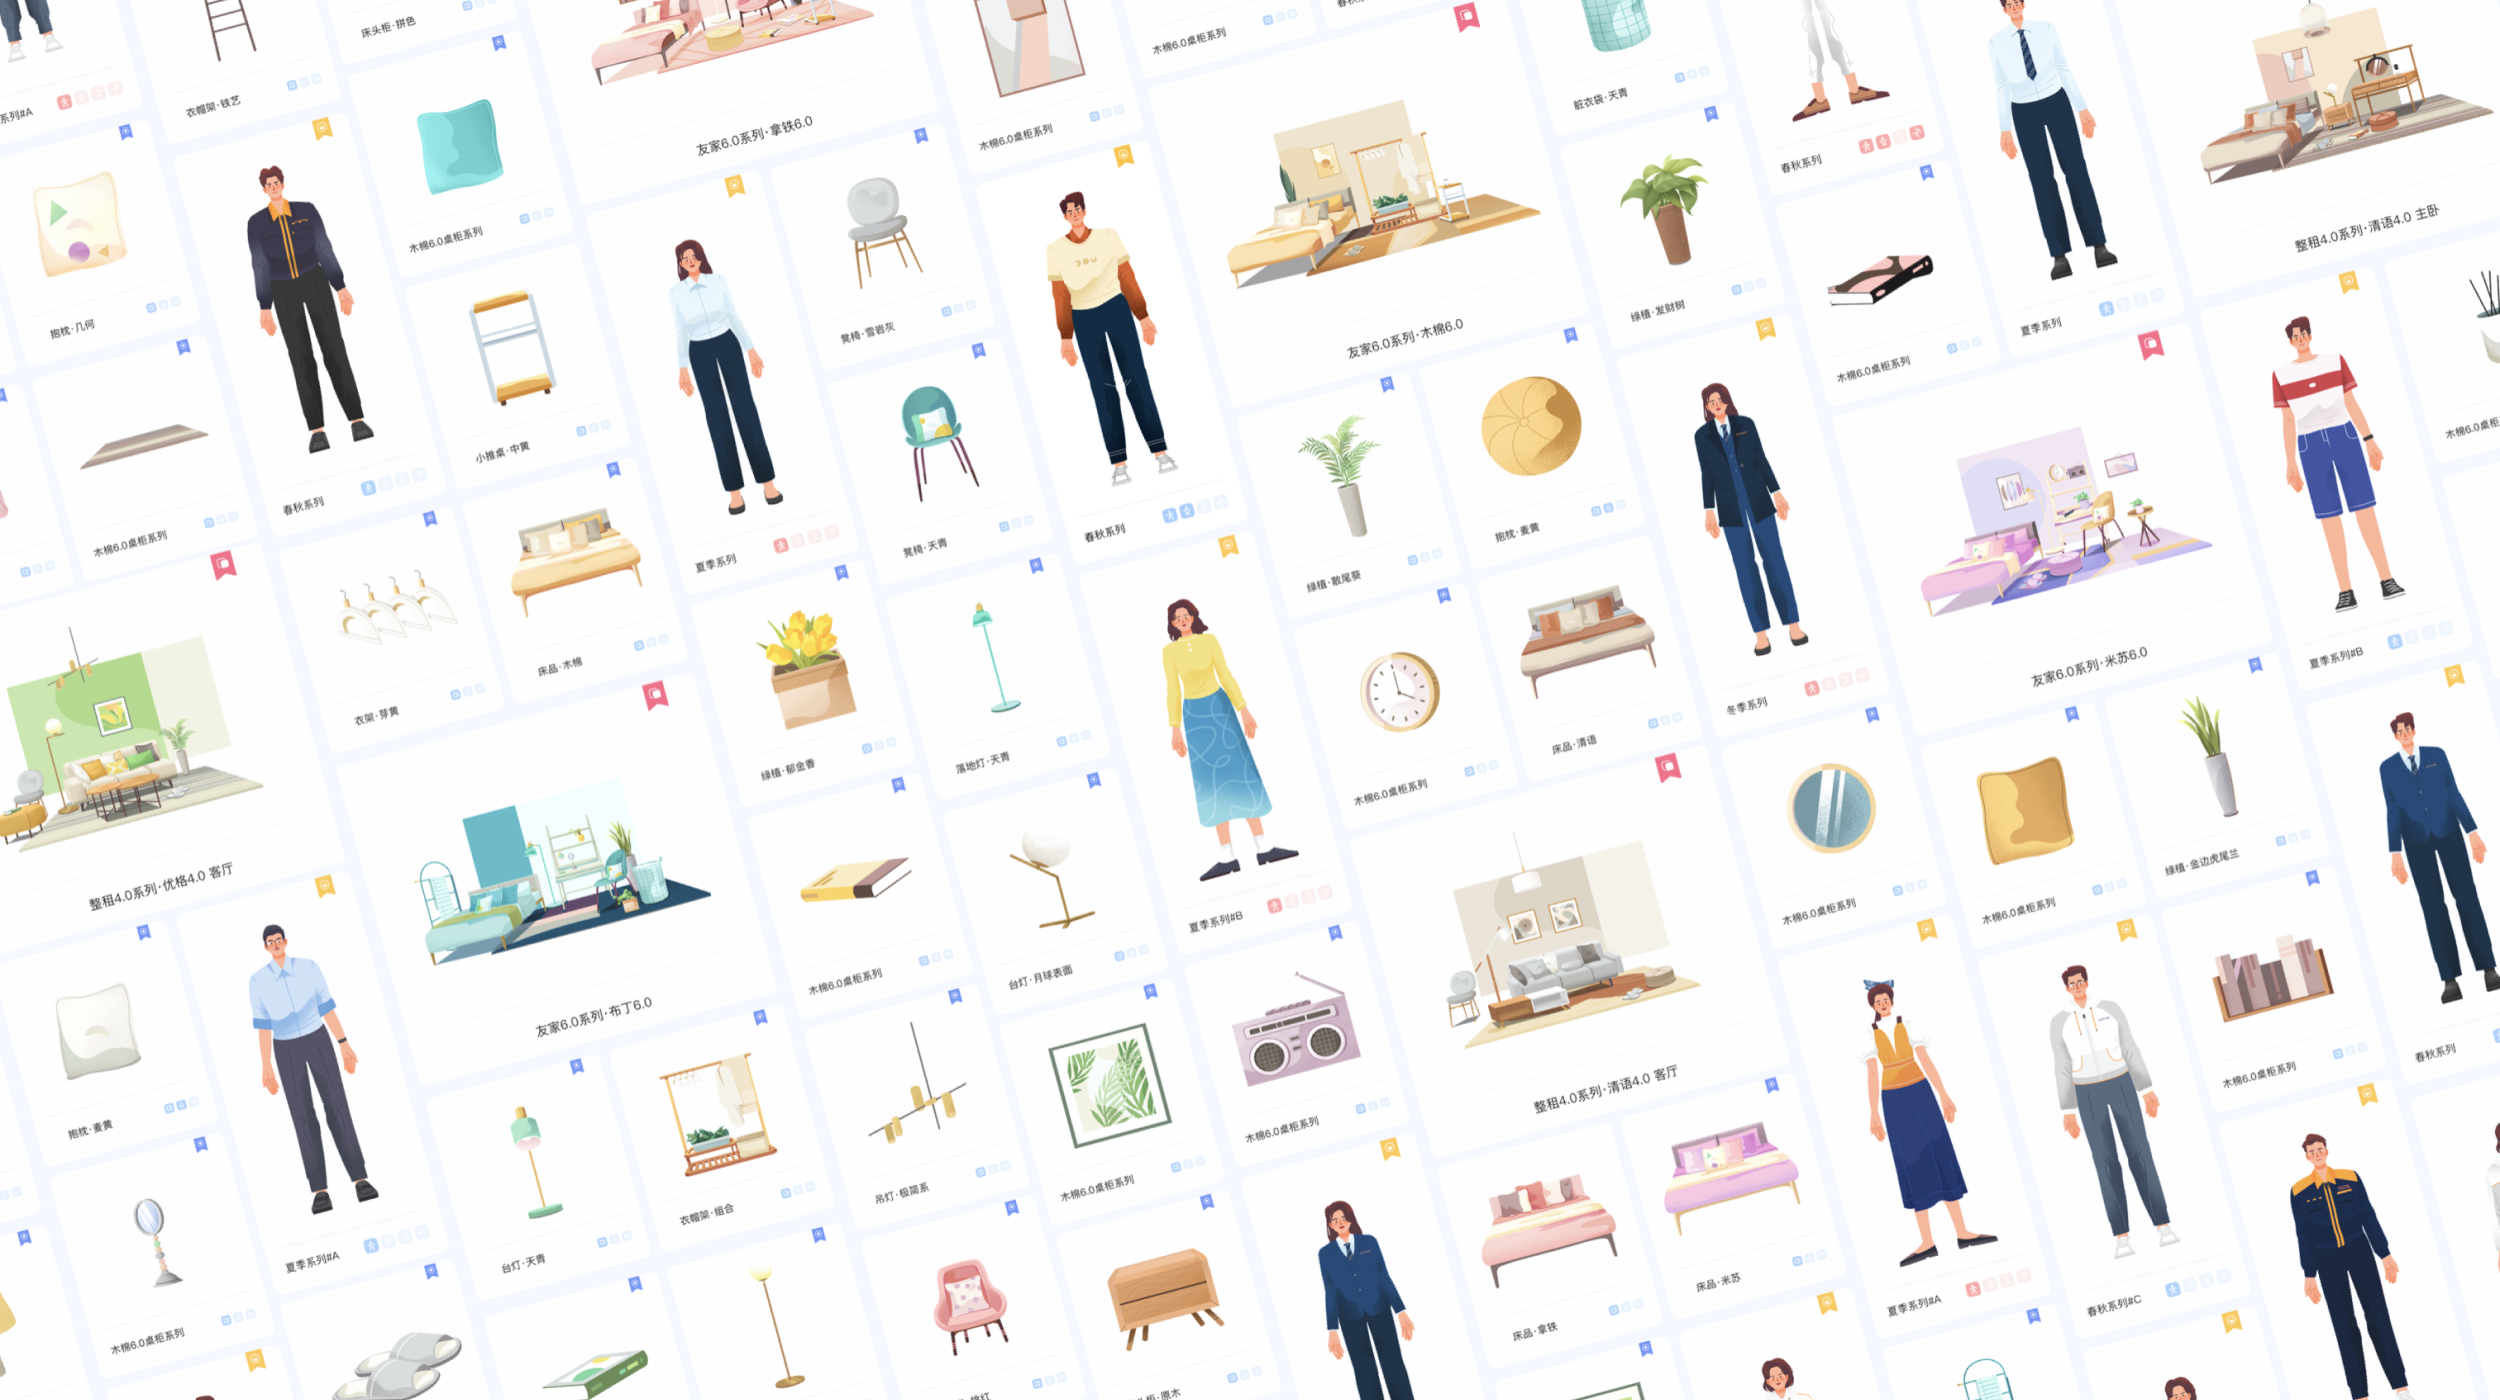 系列#A
衣帽架·铁艺
床头柜·拼色
友家6.0系列·拿铁6.0
木棉6.0桌柜系列
木棉6.0桌柜系列
脏衣袋·天青
春秋系列
夏季系列
整租4.0系列·清语4.0 主卧
抱枕·几何
春秋系列
木棉6.0桌柜系列
凳椅·雪岩灰
友家6.0系列·木棉6.0
绿植·发财树
木棉6.0桌柜系列
木棉6.0桌柜系列
小推桌·中黄
夏季系列
凳椅·天青
春秋系列
绿植·散尾葵
抱枕·麦黄
冬季系列
友家6.0系列·米苏6.0
夏季系列#B
木棉6.0桌柜
整租4.0系列·优格4.0 客厅
衣架·芽黄
床品·木棉
绿植·郁金香
落地灯·天青
夏季系列#B
木棉6.0桌柜系列
床品·清语
木棉6.0桌柜系列
木棉6.0桌柜系列
绿植·金边虎尾兰
抱枕·麦黄
夏季系列#A
友家6.0系列·布丁6.0
木棉6.0桌柜系列
台灯·月球表面
木棉6.0桌柜系列
整租4.0系列·清语4.0 客厅
夏季系列#A
春秋系列#C
木棉6.0桌柜系列
春秋系列
木棉6.0桌柜系列
台灯·天青
衣帽架·组合
吊灯·极简系
木棉6.0桌柜系列
床品·拿铁
床品·米苏
柜·原木